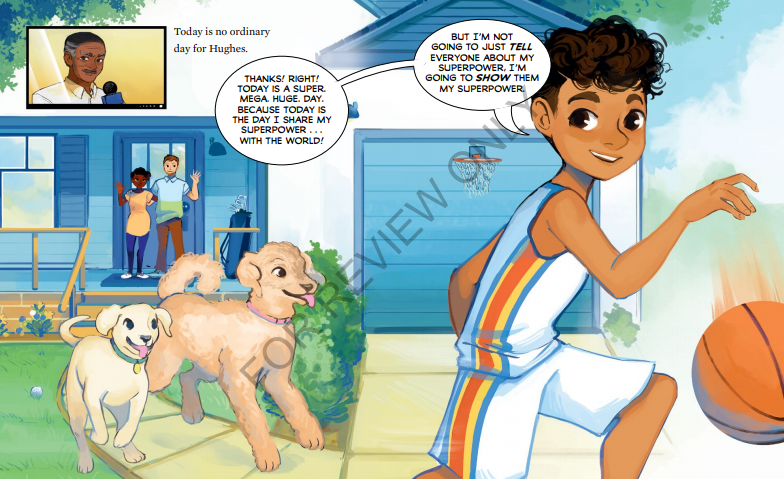 Today is no ordinary
day for Hughes.
THANKS! RIGHT!
TODAY IS A SUPER.
MEGA. HUGE. DAY.
BECAUSE TODAY IS
THE DAY I SHARE MY
SUPERPOWER . . .
WITH THE WORLD!
BUT I'M NOT
GOING TO JUST TELL
EVERYONE ABOUT MY
SUPERPOWER, I'M
GOING TO SHOW THEM
MY SUPERPOWER.
FOR REVIEW ONLY